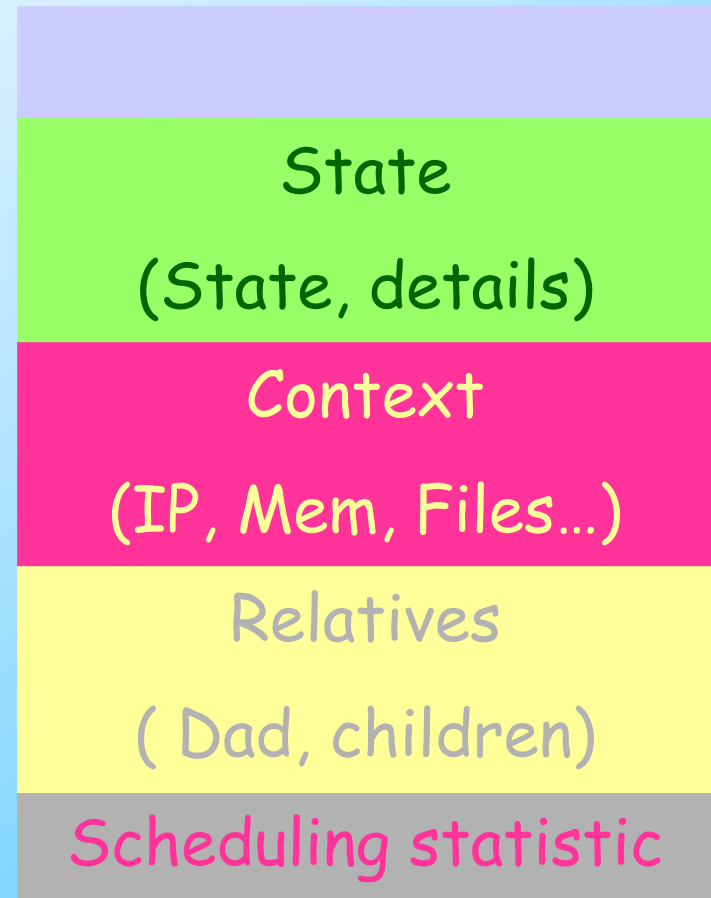 State
(State, details)
Context
(IP, Mem, Files…)
Relatives
( Dad, children)
Scheduling statistic